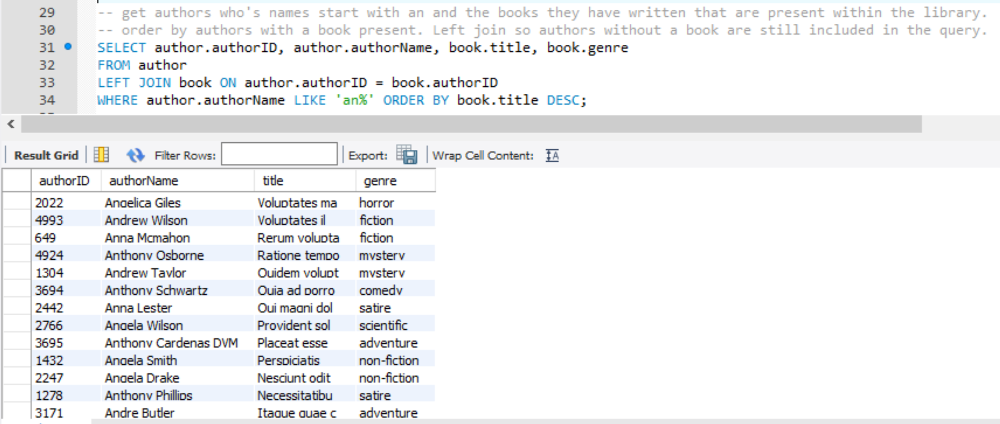 29 -- get authors who's names start with an and the books they have written that are present within the library.
30 -- order by authors with a book present. Left join so authors without a book are still included in the query.
31 SELECT author.authorID, author.authorName, book.title, book.genre
32 FROM author
33 LEFT JOIN book ON author.authorID = book.authorID
34 WHERE author.authorName LIKE 'an%' ORDER BY book.title DESC;
Result Grid Filter Rows: Export: Wrap Cell Content:
authorID authorName title genre
2022 Angelica Giles Voluptates ma horror
4993 Andrew Wilson Voluptates il fiction
649 Anna Mcmahon Rerum volupta fiction
4924 Anthony Osborne Ratione tempo mystery
1304 Andrew Taylor Quidem volupt mystery
3694 Anthony Schwartz Quia ad porro comedy
2442 Anna Lester Qui magni dol satire
2766 Angela Wilson Provident sol scientific
3695 Anthony Cardenas DVM Placeat esse adventure
1432 Angela Smith Perspiciatis non-fiction
2247 Angela Drake Nesciunt odit non-fiction
1278 Anthony Phillips Necessitatibu satire
3171 Andre Butler Itaque quae c adventure